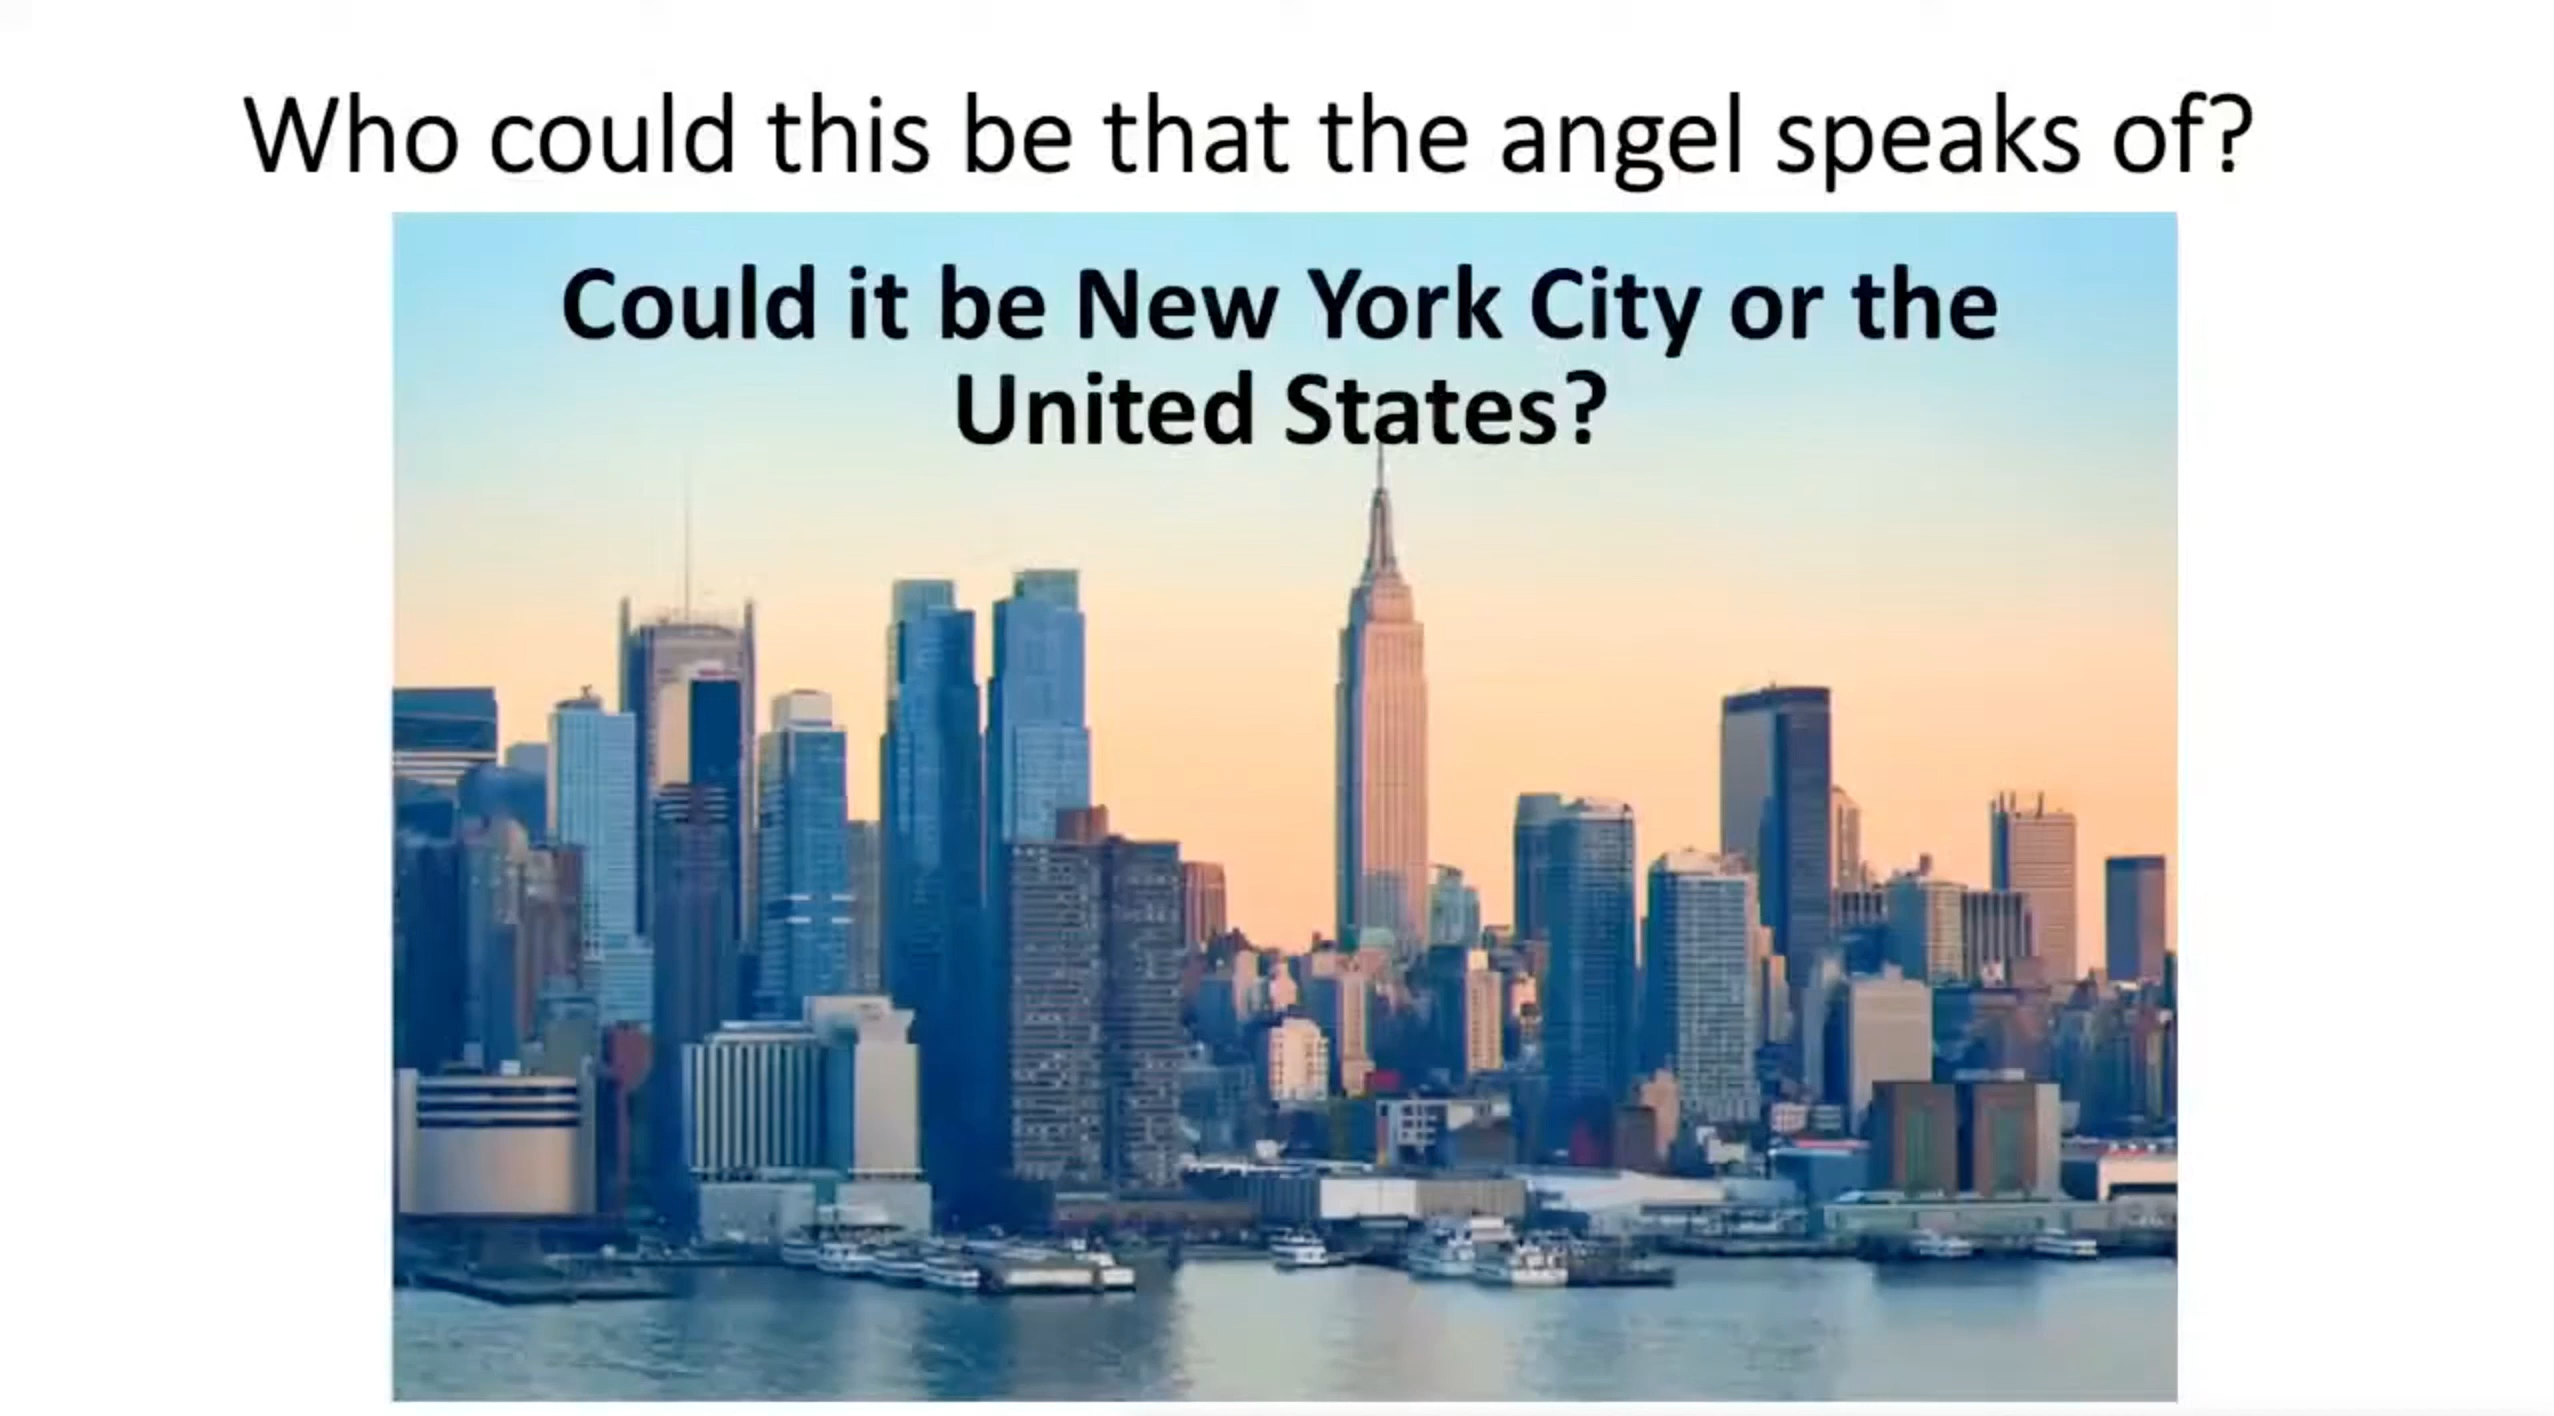 Who could this be that the angel speaks of?
Could it be New York City or the
United States?